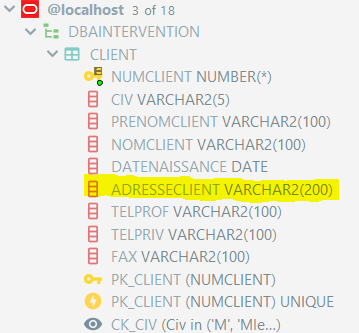 @localhost 3 of 18
DBAINTERVENTION
CLIENT
NUMCLIENT NUMBER(*)
CIV VARCHAR2(5)
PRENOMCLIENT VARCHAR2(100)
NOMCLIENT VARCHAR2(100)
DATENAISSANCE DATE
ADRESSECLIENT VARCHAR2(200)
TELPROF VARCHAR2(100)
TELPRIV VARCHAR2(100)
FAX VARCHAR2(100)
PK_CLIENT (NUMCLIENT)
PK_CLIENT (NUMCLIENT) UNIQUE
CK_CIV (Civ in ('M', 'Mle...)